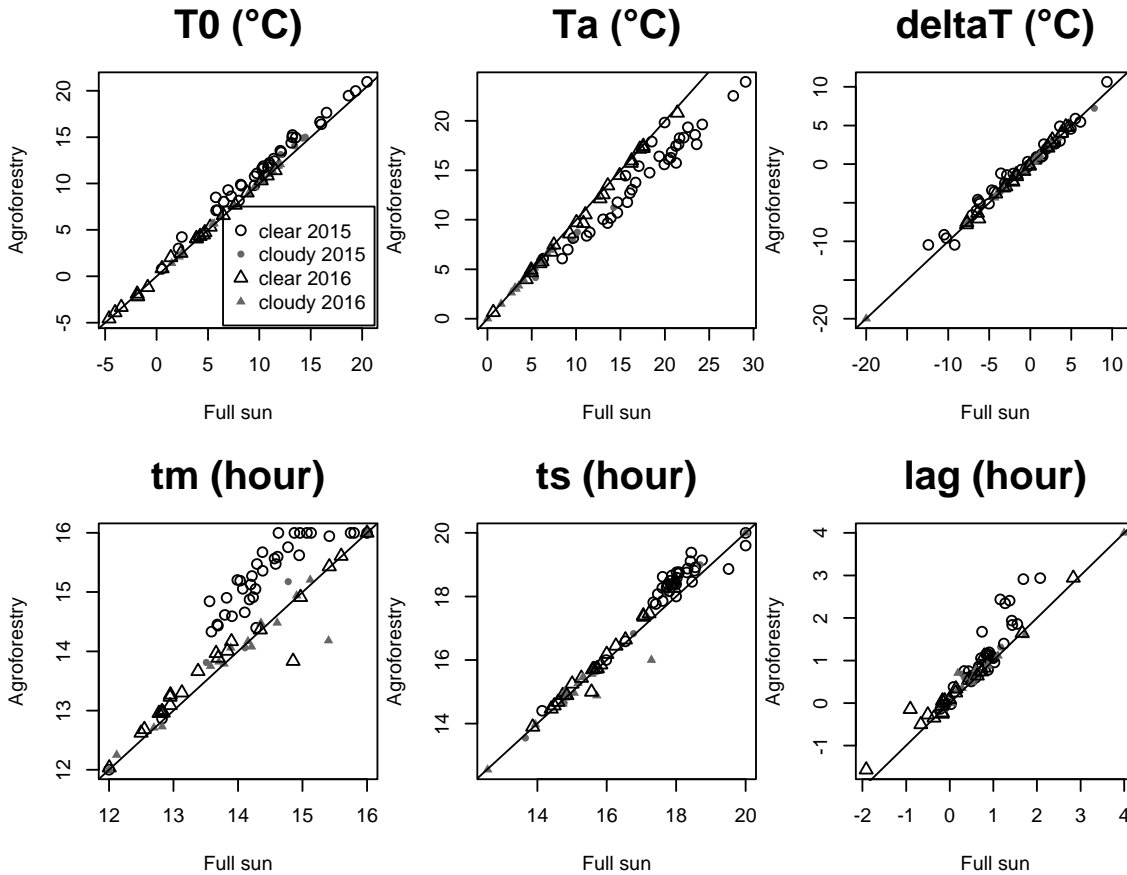 T0 (°C)
Ta (°C)
deltaT (°C)
Agroforestry
-5 0 5 10 15 20
clear 2015
cloudy 2015
clear 2016
cloudy 2016
-5 0 5 10 15 20
Full sun
Agroforestry
0 5 10 15 20
0 5 10 15 20 25 30
Full sun
Agroforestry
-20 -10 0 5 10
-20 -10 -5 0 5 10
Full sun
tm (hour)
ts (hour)
lag (hour)
Agroforestry
12 13 14 15 16
12 13 14 15 16
Full sun
Agroforestry
14 16 18 20
14 16 18 20
Full sun
Agroforestry
-1 0 1 2 3 4
-2 -1 0 1 2 3 4
Full sun